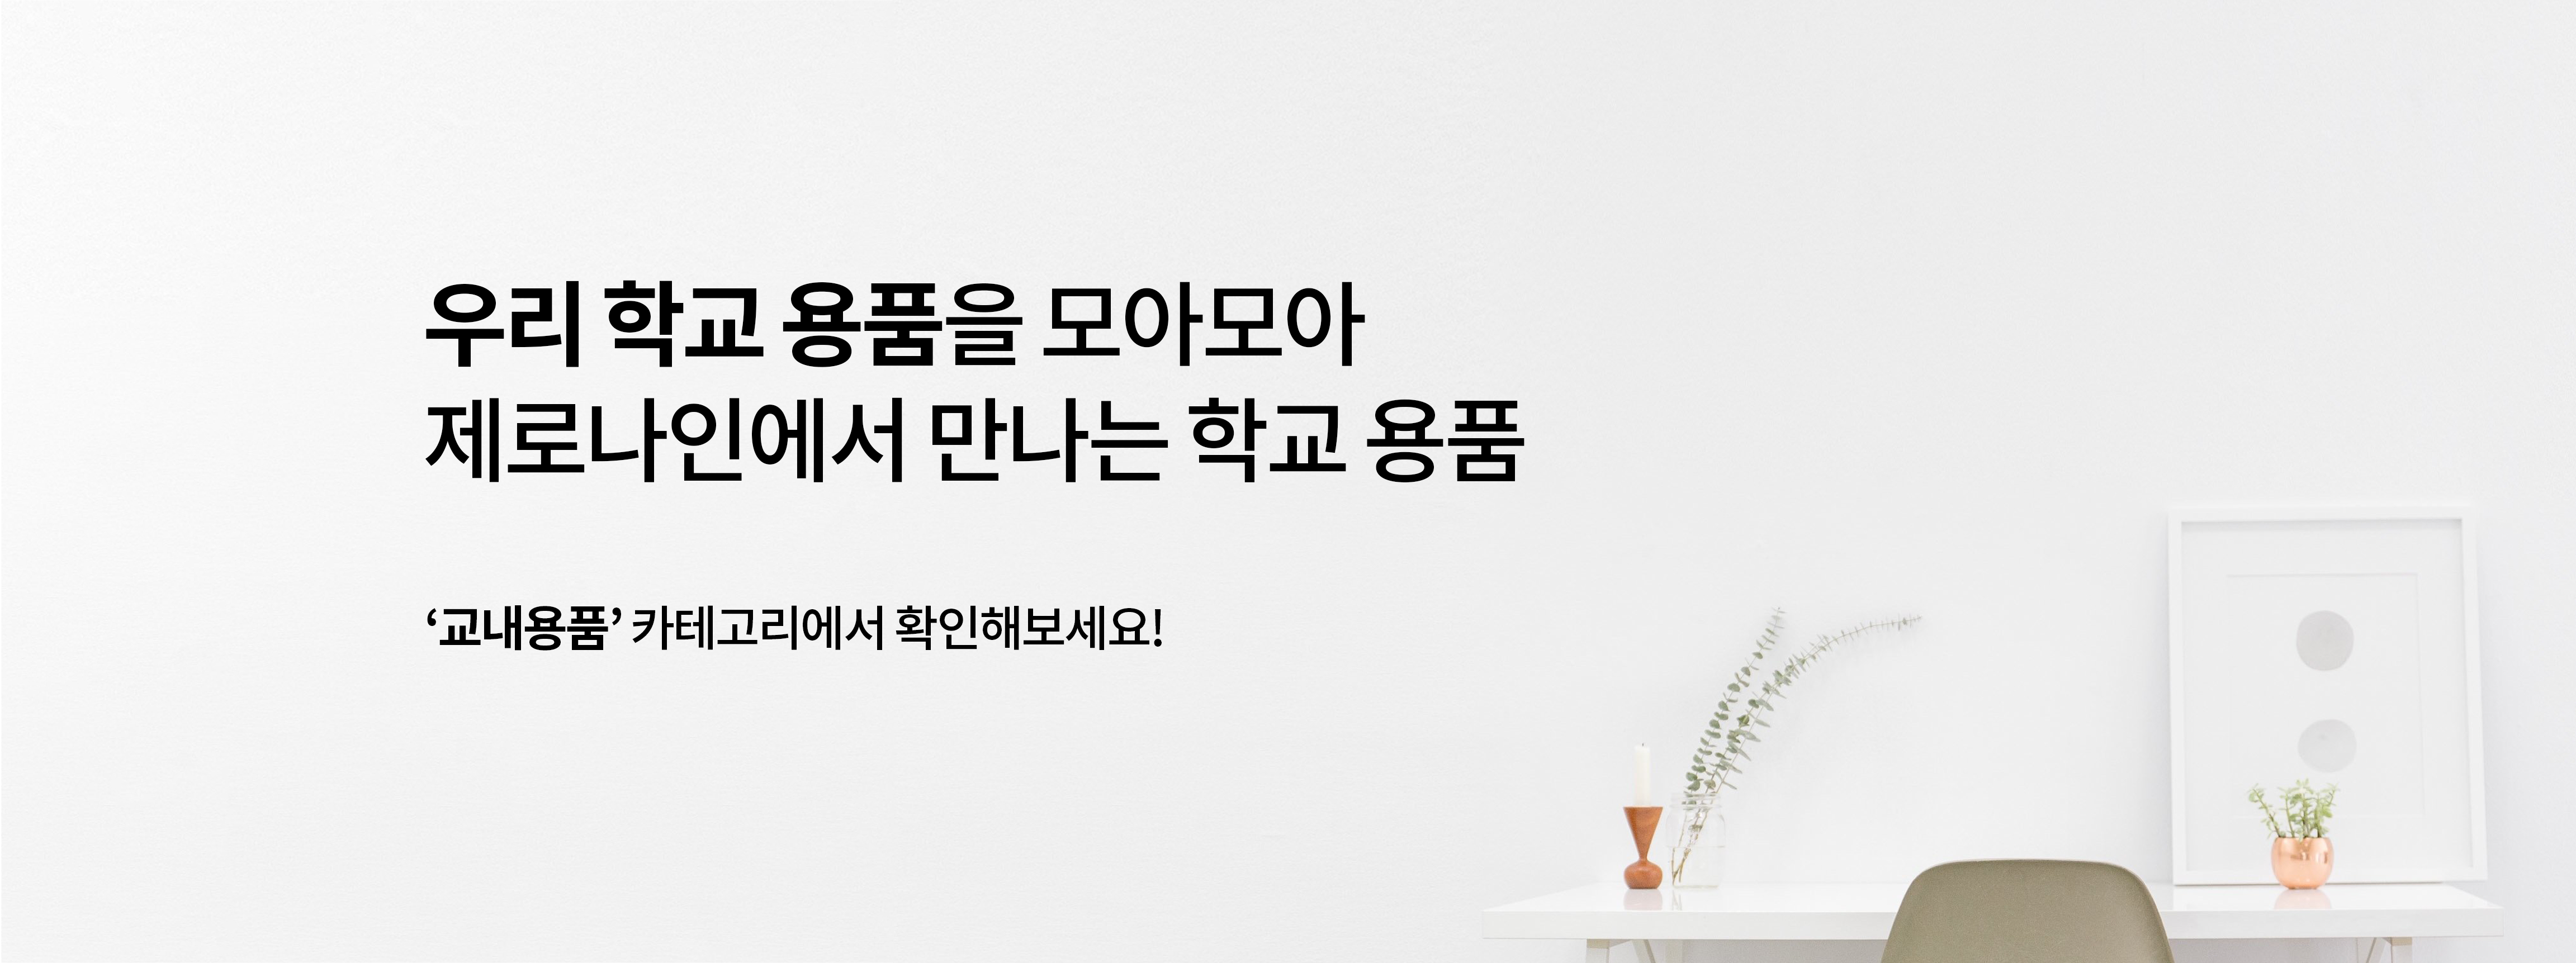 우리 학교 용품을 모아모아
제로나인에서 만나는 학교 용품
‘교내용품’ 카테고리에서 확인해보세요!